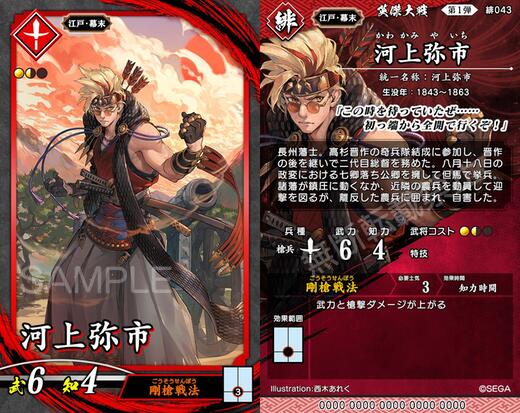 江戸・幕末
SAMPLE
河上弥市
武6 知4
ごうそうせんぽう
剛槍戦法
3
緋
江戸・幕末
英傑大戦
第1弾
緋043
かわかみ やいち
河上弥市
統一名称:河上弥市
生没年:1843~1863
「この時を待っていたぜ……
初っ端から全開で行くぞ!」
長州藩士。高杉晋作の奇兵隊結成に参加し、晋作
の後を継いで二代目総督を務めた。八月十八日の
政変における七卿落ち公卿を擁して但馬で挙兵。
諸藩が鎮圧に動くなか、近隣の農兵を動員して迎
撃を図るが、離反した農兵に囲まれ、自害した。
兵種 武力 知力 武将コスト
槍兵 6 4 特技
ごうそうせんぽう
剛槍戦法
必要士気 3 効果時間 知力時間
武力と槍撃ダメージが上がる
効果範囲
©SEGA
Illustration:西木あれく
0000-0000-0000-0000-0000